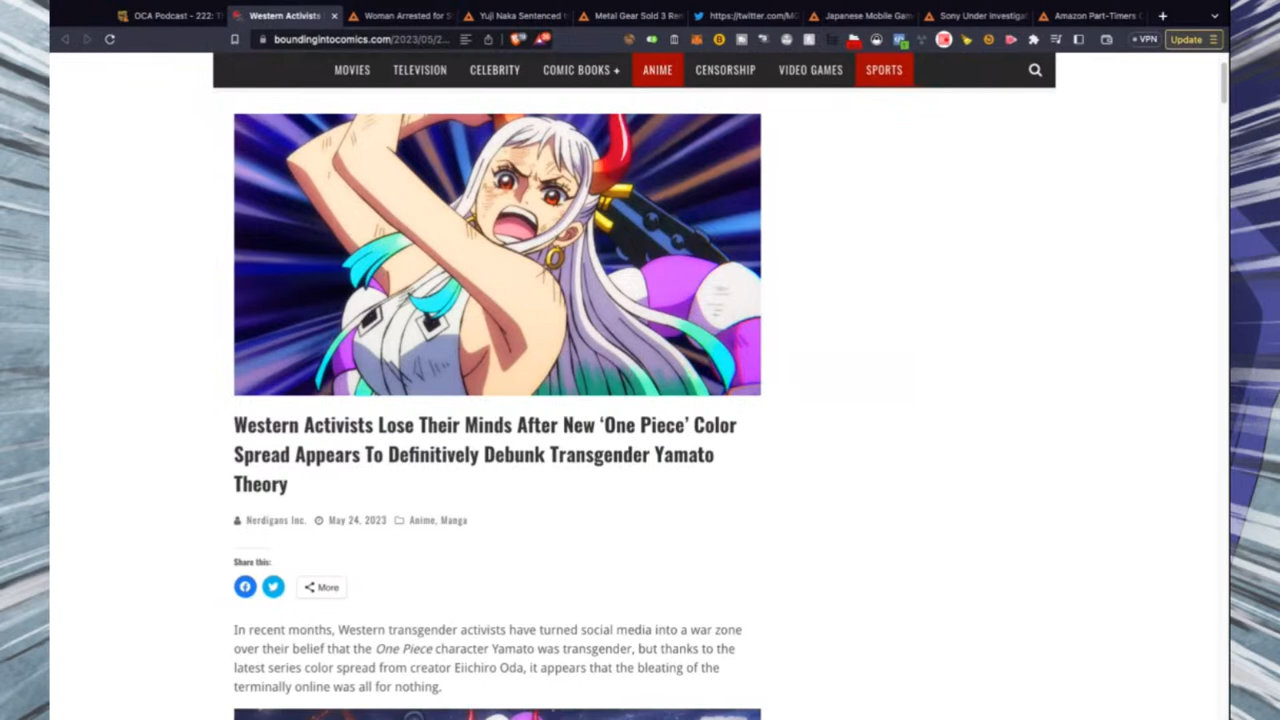 OCA Podcast - 222: T
Western Activists
Woman Arrested for S
Yuji Naka Sentenced t
Metal Gear Solid 3 Rem
https://twitter.com/MG
Japanese Mobile Gam
Sony Under Investiga
Amazon Part-Timers C
boundingintocomics.com/2023/05/2...
VPN
Update
MOVIES
TELEVISION
CELEBRITY
COMIC BOOKS +
ANIME
CENSORSHIP
VIDEO GAMES
SPORTS
Western Activists Lose Their Minds After New ‘One Piece’ Color
Spread Appears To Definitively Debunk Transgender Yamato
Theory
Nerdigans Inc. May 24, 2023 Anime, Manga
Share this:
More
In recent months, Western transgender activists have turned social media into a war zone
over their belief that the One Piece character Yamato was transgender, but thanks to the
latest series color spread from creator Eiichiro Oda, it appears that the bleating of the
terminally online was all for nothing.